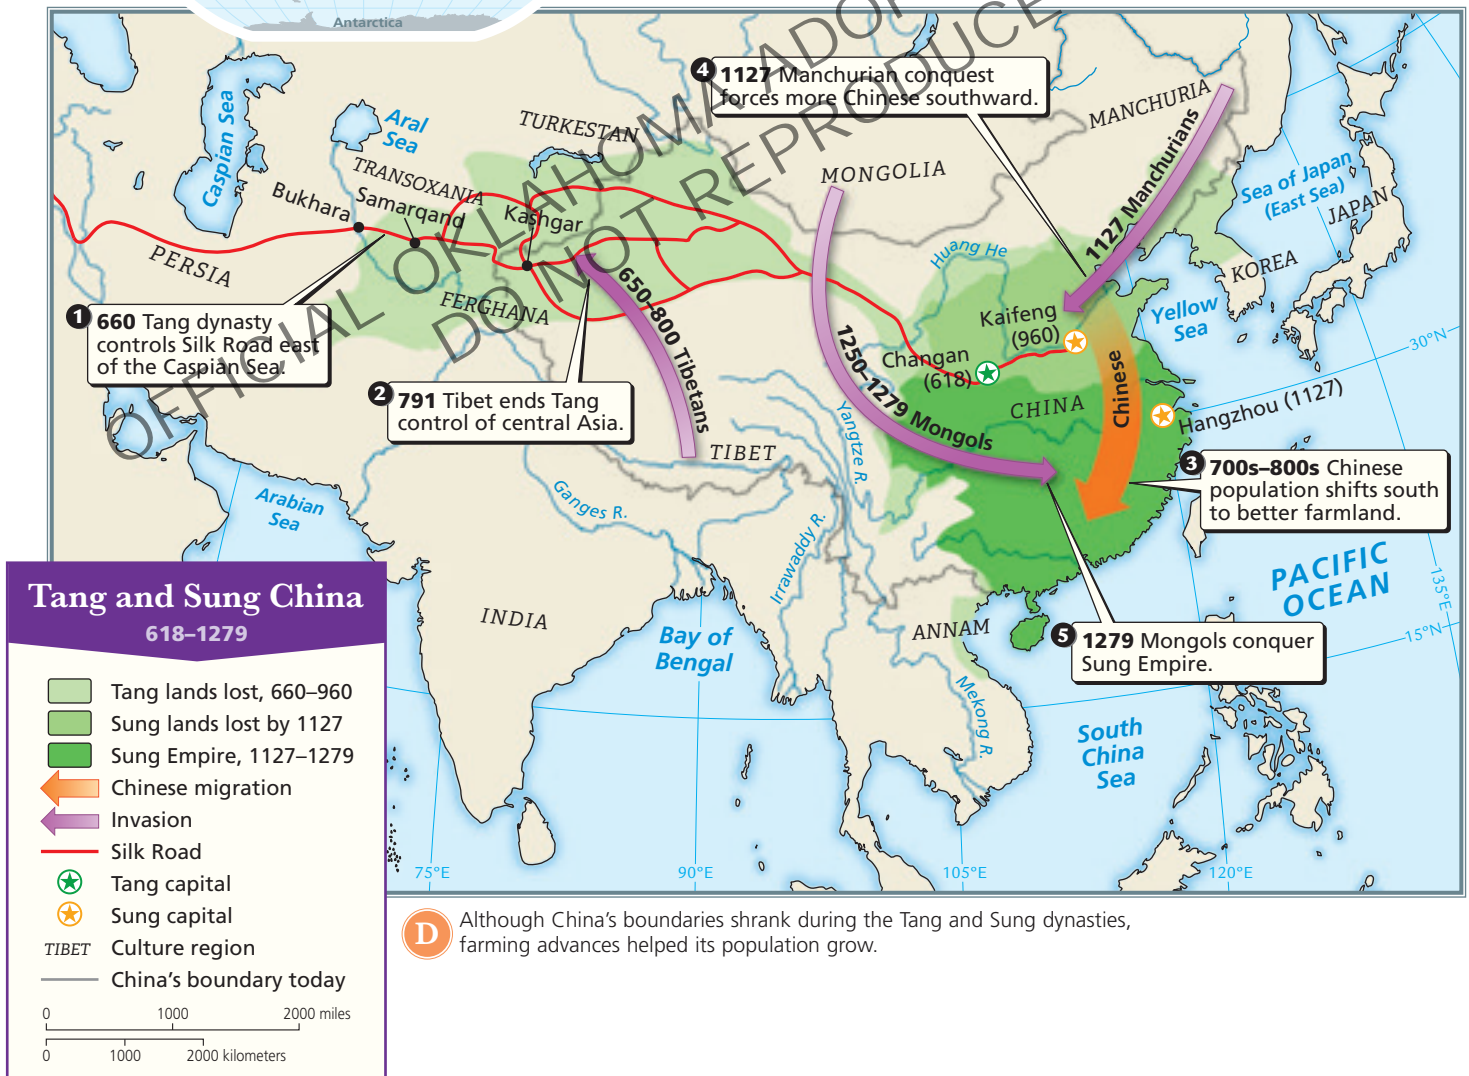 Antarctica
OFFICIAL OKLAHOMA ADO
DO NOT REPRODUCE
4 1127 Manchurian conquest
forces more Chinese southward.
MANCHURIA
Caspian Sea
Aral
Sea
TURKESTAN
TRANSOXANIA
MONGOLIA
1127 Manchurians
Sea of Japan
(East Sea)
JAPAN
Bukhara
Samarqand
Kashgar
PERSIA
Huang He
KOREA
FERGHANA
650–800 Tibetans
1 660 Tang dynasty
controls Silk Road east
of the Caspian Sea.
Kaifeng
(960)
Yellow
Sea
30°N
Changan
(618)
1250–1279 Mongols
Chinese
CHINA
Hangzhou (1127)
2 791 Tibet ends Tang
control of central Asia.
Yangtze R.
TIBET
3 700s–800s Chinese
population shifts south
to better farmland.
Arabian
Sea
Ganges R.
Irrawaddy R.
PACIFIC
OCEAN
135°E
15°N
INDIA
Bay of
Bengal
ANNAM
5 1279 Mongols conquer
Sung Empire.
Mekong R.
South
China
Sea
75°E
90°E
105°E
120°E
Tang and Sung China
618–1279
Tang lands lost, 660–960
Sung lands lost by 1127
Sung Empire, 1127–1279
Chinese migration
Invasion
Silk Road
Tang capital
Sung capital
TIBET Culture region
China's boundary today
0 1000 2000 miles
0 1000 2000 kilometers
D Although China's boundaries shrank during the Tang and Sung dynasties,
farming advances helped its population grow.